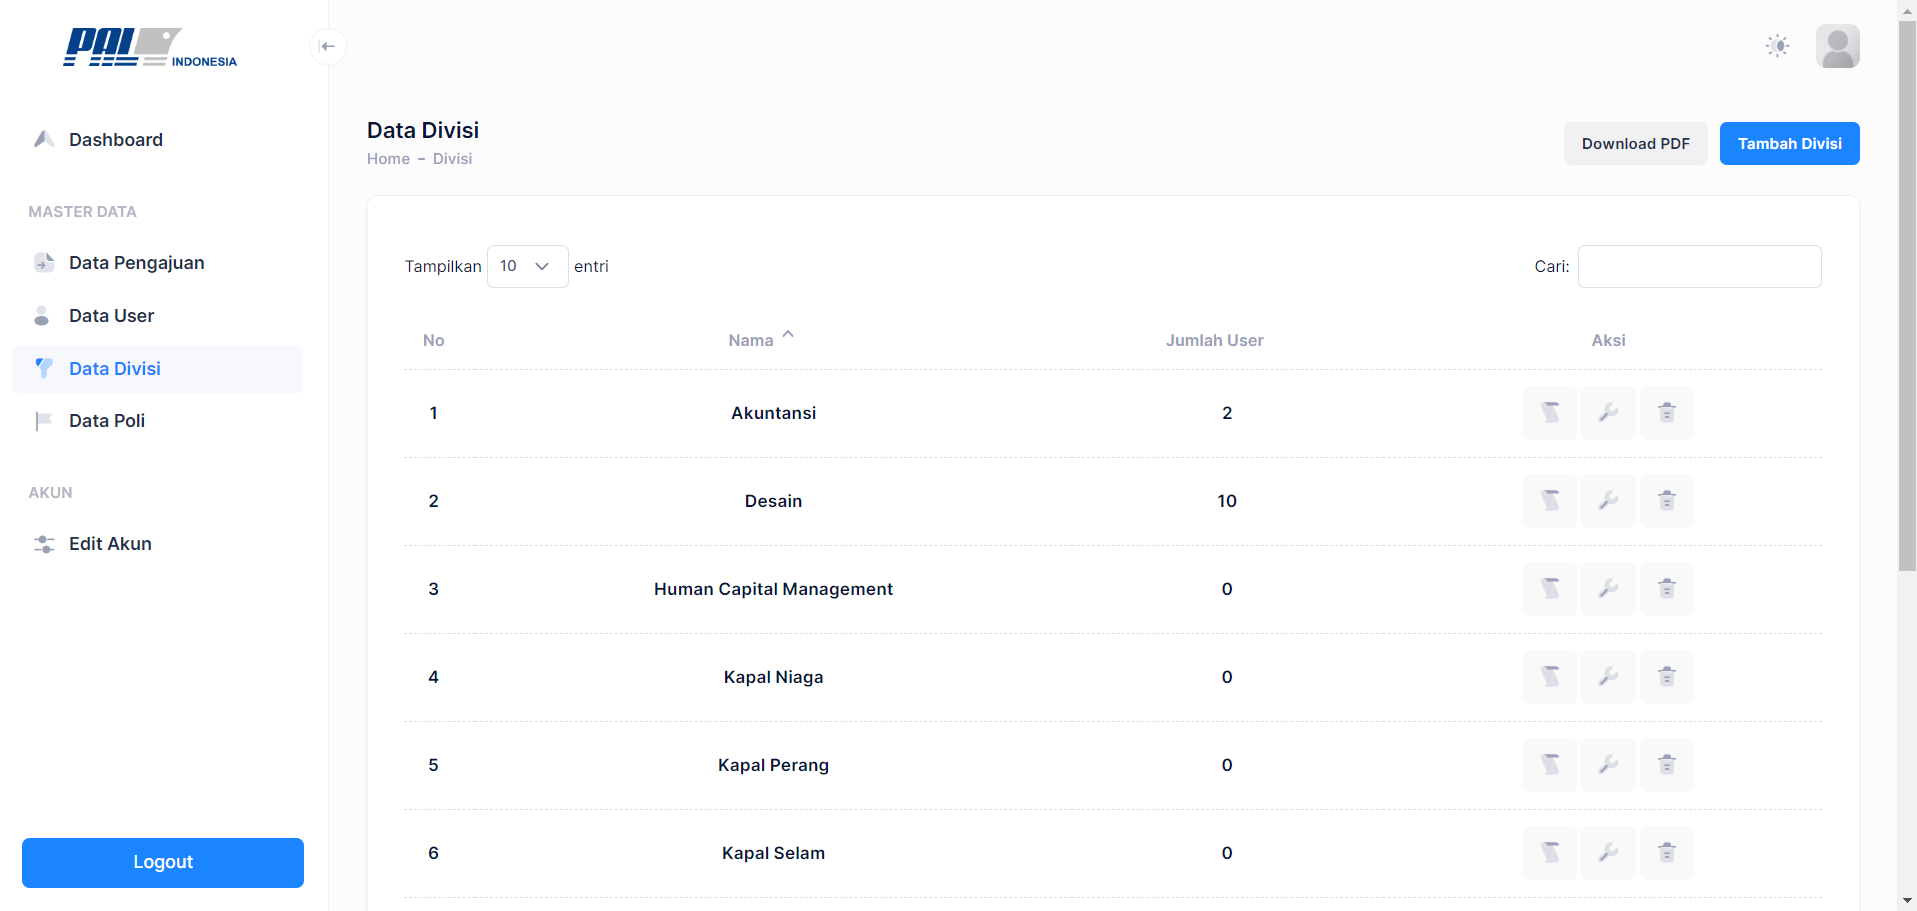 PAL INDONESIA
Dashboard
MASTER DATA
Data Pengajuan
Data User
Data Divisi
Data Poli
AKUN
Edit Akun
Logout
Data Divisi
Home - Divisi
Download PDF
Tambah Divisi
Tampilkan 10 entri
Cari:
No Nama Jumlah User Aksi
1 Akuntansi 2
2 Desain 10
3 Human Capital Management 0
4 Kapal Niaga 0
5 Kapal Perang 0
6 Kapal Selam 0